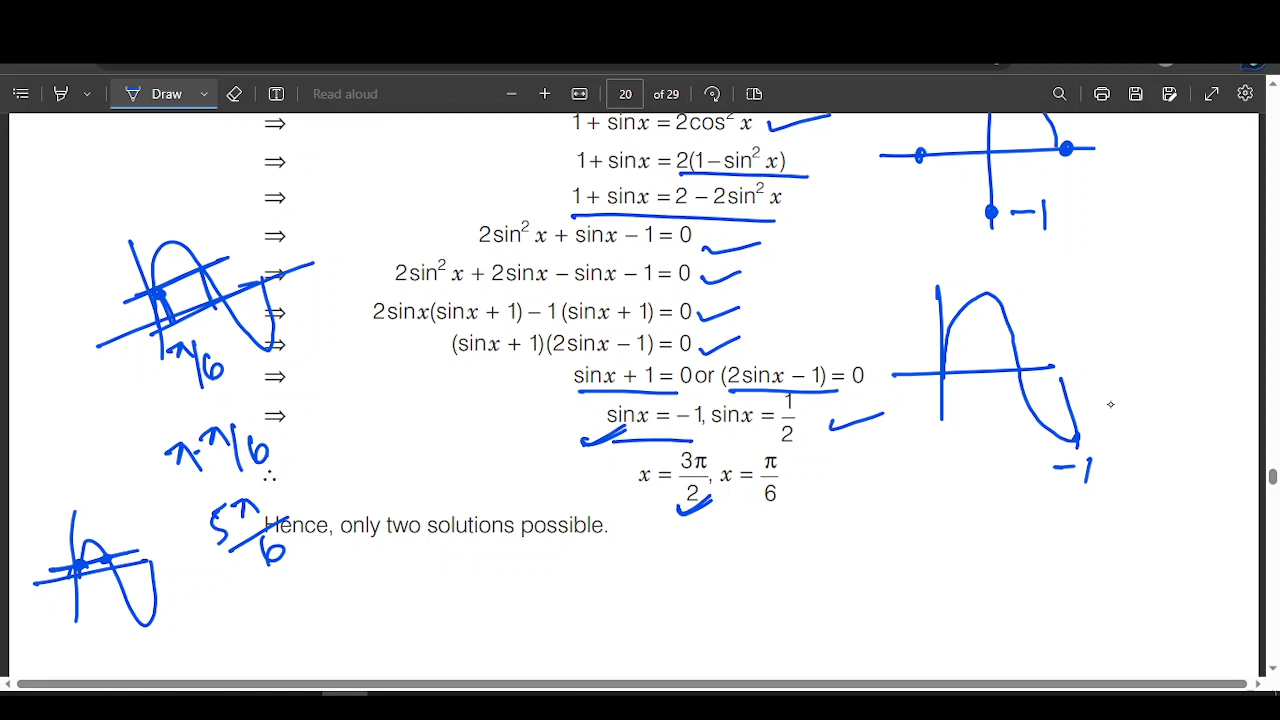 Draw
Read aloud
20 of 29
⇒ 1 + sinx = 2cos² x
⇒ 1 + sinx = 2(1 – sin² x)
⇒ 1 + sinx = 2 – 2sin² x
⇒ 2sin² x + sinx – 1 = 0
⇒ 2sin² x + 2sinx – sinx – 1 = 0
⇒ 2sinx(sinx + 1) – 1(sinx + 1) = 0
⇒ (sinx + 1)(2sinx – 1) = 0
⇒ sinx + 1 = 0 or (2sinx – 1) = 0
⇒ sinx = –1, sinx = 1/2
∴ x = 3π/2, x = π/6
Hence, only two solutions possible.
–1
–1
π/6
π-π/6
5π/6